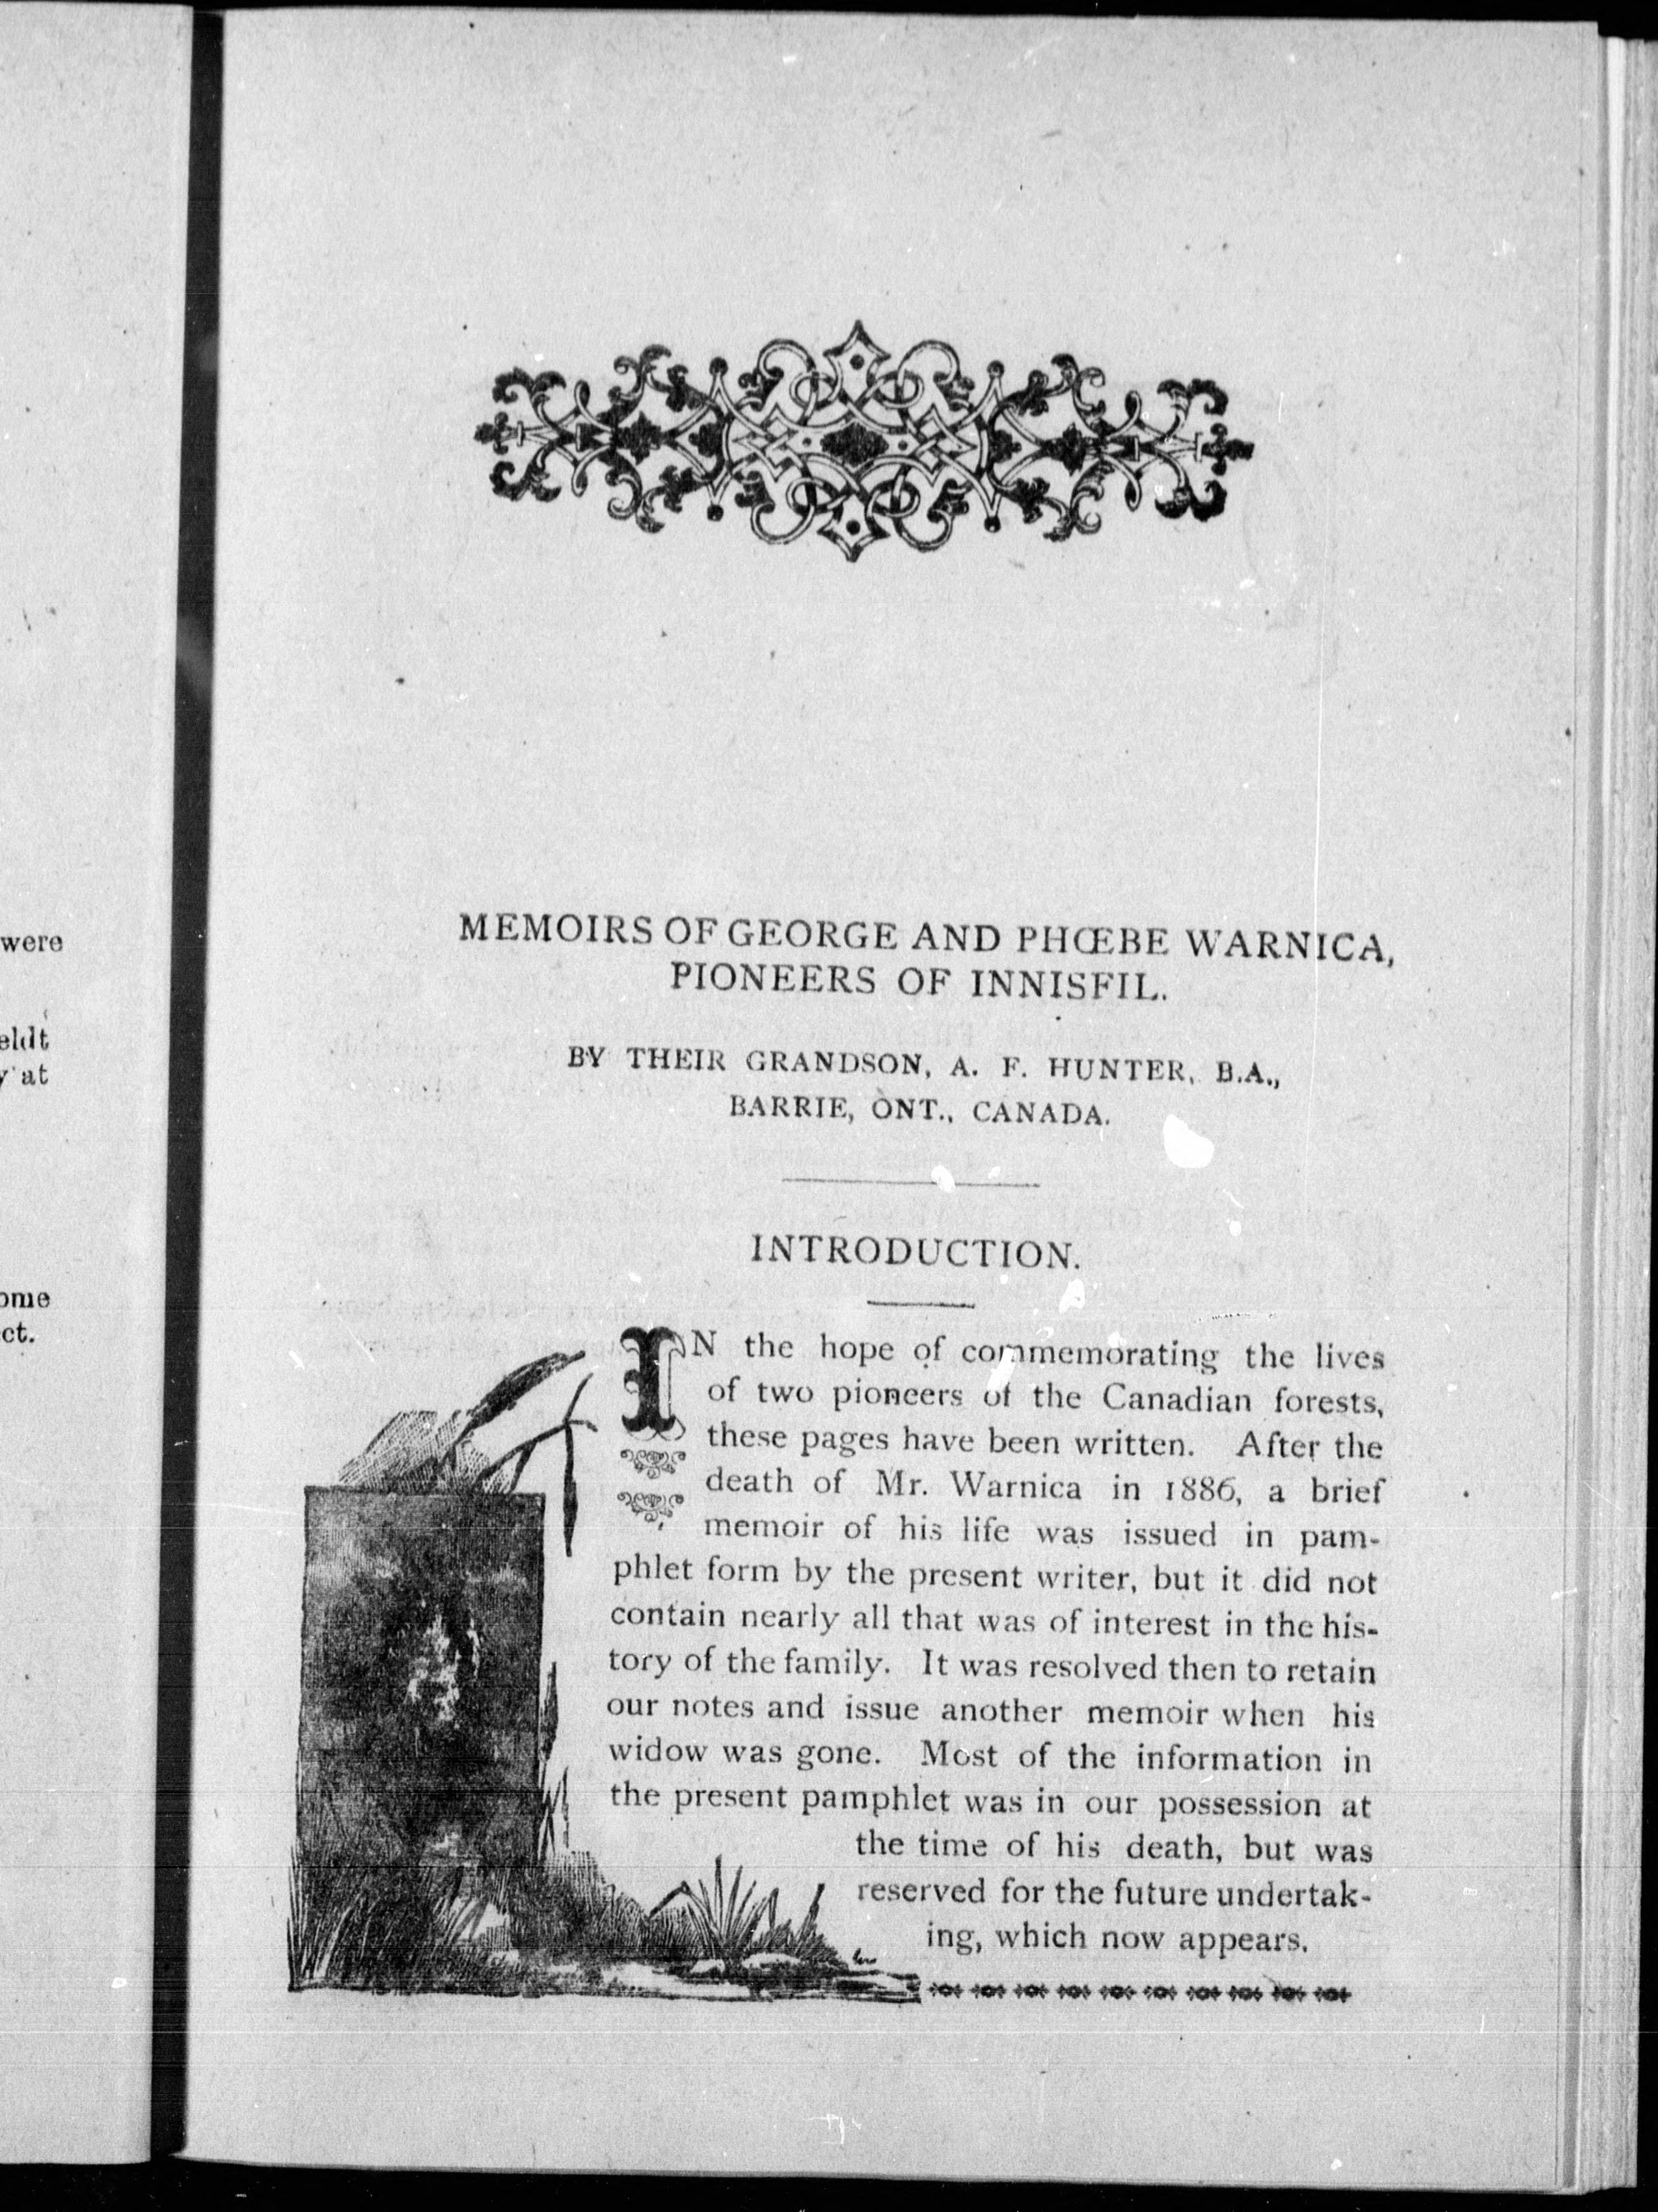 were
eldt
y at
ome
ct.
MEMOIRS OF GEORGE AND PHŒBE WARNICA,
PIONEERS OF INNISFIL.
BY THEIR GRANDSON, A. F. HUNTER, B.A.,
BARRIE, ONT., CANADA.
INTRODUCTION.
IN the hope of commemorating the lives
of two pioneers of the Canadian forests,
these pages have been written. After the
death of Mr. Warnica in 1886, a brief
memoir of his life was issued in pam-
phlet form by the present writer, but it did not
contain nearly all that was of interest in the his-
tory of the family. It was resolved then to retain
our notes and issue another memoir when his
widow was gone. Most of the information in
the present pamphlet was in our possession at
the time of his death, but was
reserved for the future undertak-
ing, which now appears.